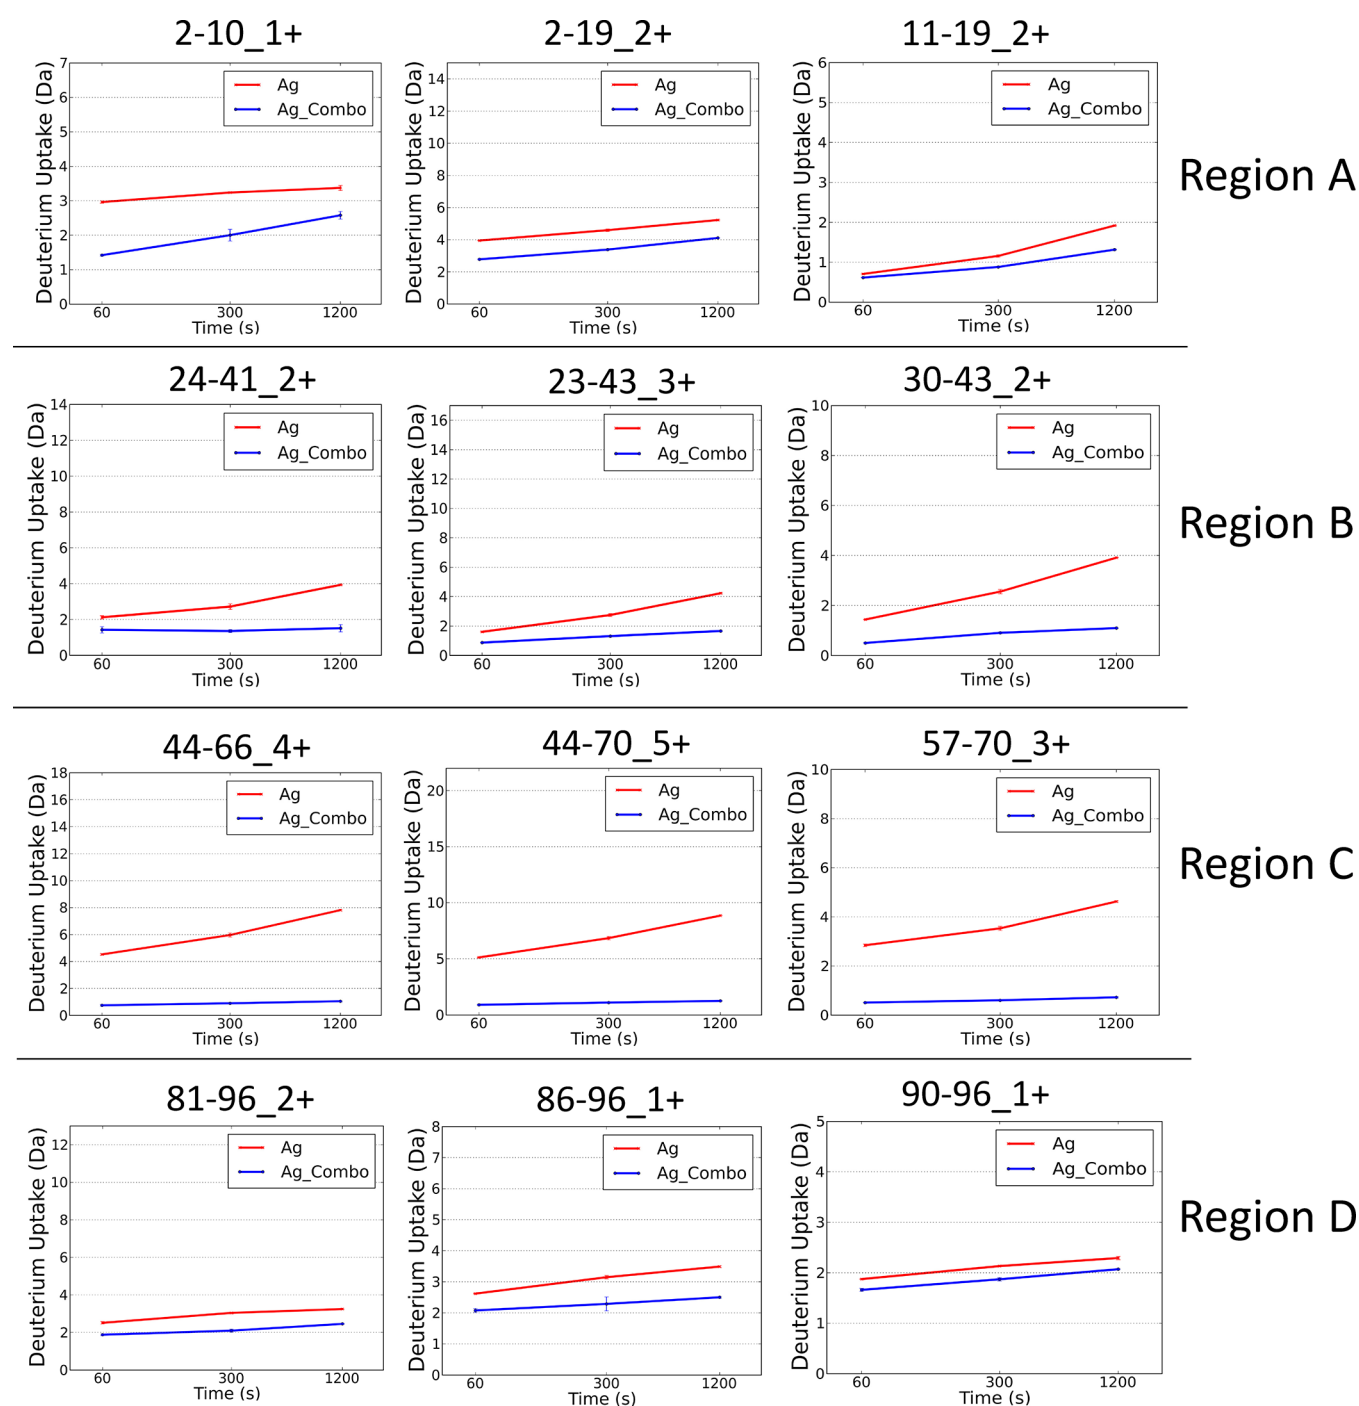 2-10_1+
Deuterium Uptake (Da)
7
6
5
4
3
2
1
0
60
300
1200
Time (s)
Ag
Ag_Combo
2-19_2+
Deuterium Uptake (Da)
14
12
10
8
6
4
2
0
60
300
1200
Time (s)
Ag
Ag_Combo
11-19_2+
Deuterium Uptake (Da)
6
5
4
3
2
1
0
60
300
1200
Time (s)
Ag
Ag_Combo
Region A
24-41_2+
Deuterium Uptake (Da)
14
12
10
8
6
4
2
0
60
300
1200
Time (s)
Ag
Ag_Combo
23-43_3+
Deuterium Uptake (Da)
16
14
12
10
8
6
4
2
0
60
300
1200
Time (s)
Ag
Ag_Combo
30-43_2+
Deuterium Uptake (Da)
10
8
6
4
2
0
60
300
1200
Time (s)
Ag
Ag_Combo
Region B
44-66_4+
Deuterium Uptake (Da)
18
16
14
12
10
8
6
4
2
0
60
300
1200
Time (s)
Ag
Ag_Combo
44-70_5+
Deuterium Uptake (Da)
20
15
10
5
0
60
300
1200
Time (s)
Ag
Ag_Combo
57-70_3+
Deuterium Uptake (Da)
10
8
6
4
2
0
60
300
1200
Time (s)
Ag
Ag_Combo
Region C
81-96_2+
Deuterium Uptake (Da)
12
10
8
6
4
2
0
60
300
1200
Time (s)
Ag
Ag_Combo
86-96_1+
Deuterium Uptake (Da)
8
7
6
5
4
3
2
1
0
60
300
1200
Time (s)
Ag
Ag_Combo
90-96_1+
Deuterium Uptake (Da)
5
4
3
2
1
0
60
300
1200
Time (s)
Ag
Ag_Combo
Region D